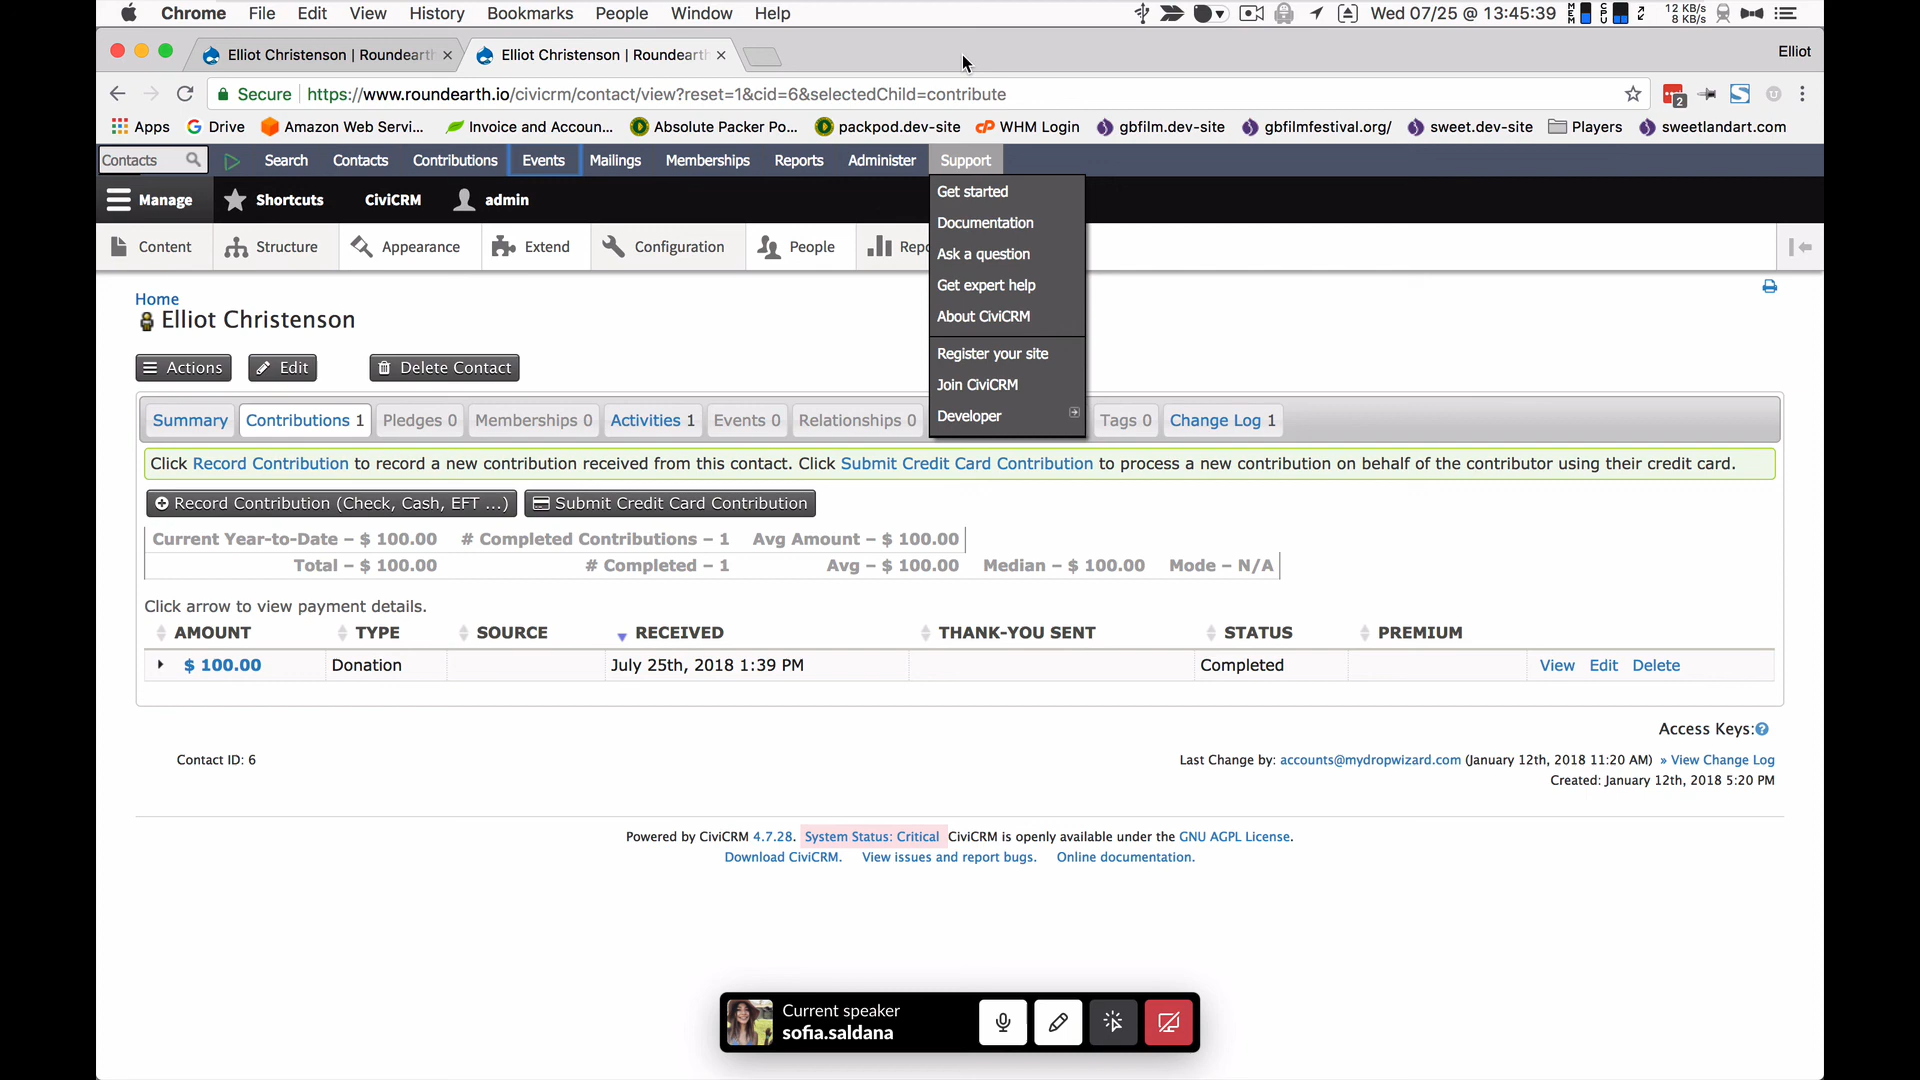 Chrome File Edit View History Bookmarks People Window Help Wed 07/25 @ 13:45:39 MEM CPU 12 KB/s 8 KB/s
Elliot Christenson | Roundearth Elliot Christenson | Roundearth Elliot
Secure https://www.roundearth.io/civicrm/contact/view?reset=1&cid=6&selectedChild=contribute 2
Apps Drive Amazon Web Servi... Invoice and Accoun... Absolute Packer Po... packpod.dev-site WHM Login gbfilm.dev-site gbfilmfestival.org/ sweet.dev-site Players sweetlandart.com
Contacts Search Contacts Contributions Events Mailings Memberships Reports Administer Support
Manage Shortcuts CiviCRM admin
Content Structure Appearance Extend Configuration People Repo
Get started
Documentation
Ask a question
Get expert help
About CiviCRM
Register your site
Join CiviCRM
Developer
Home
Elliot Christenson
Actions Edit Delete Contact
Summary Contributions 1 Pledges 0 Memberships 0 Activities 1 Events 0 Relationships 0 Tags 0 Change Log 1
Click Record Contribution to record a new contribution received from this contact. Click Submit Credit Card Contribution to process a new contribution on behalf of the contributor using their credit card.
Record Contribution (Check, Cash, EFT ...) Submit Credit Card Contribution
Current Year-to-Date – $ 100.00 # Completed Contributions – 1 Avg Amount – $ 100.00
Total – $ 100.00 # Completed – 1 Avg – $ 100.00 Median – $ 100.00 Mode – N/A
Click arrow to view payment details.
AMOUNT TYPE SOURCE RECEIVED THANK-YOU SENT STATUS PREMIUM
$ 100.00 Donation July 25th, 2018 1:39 PM Completed View Edit Delete
Access Keys:
Contact ID: 6 Last Change by: accounts@mydropwizard.com (January 12th, 2018 11:20 AM) » View Change Log
Created: January 12th, 2018 5:20 PM
Powered by CiviCRM 4.7.28. System Status: Critical CiviCRM is openly available under the GNU AGPL License.
Download CiviCRM. View issues and report bugs. Online documentation.
Current speaker
sofia.saldana